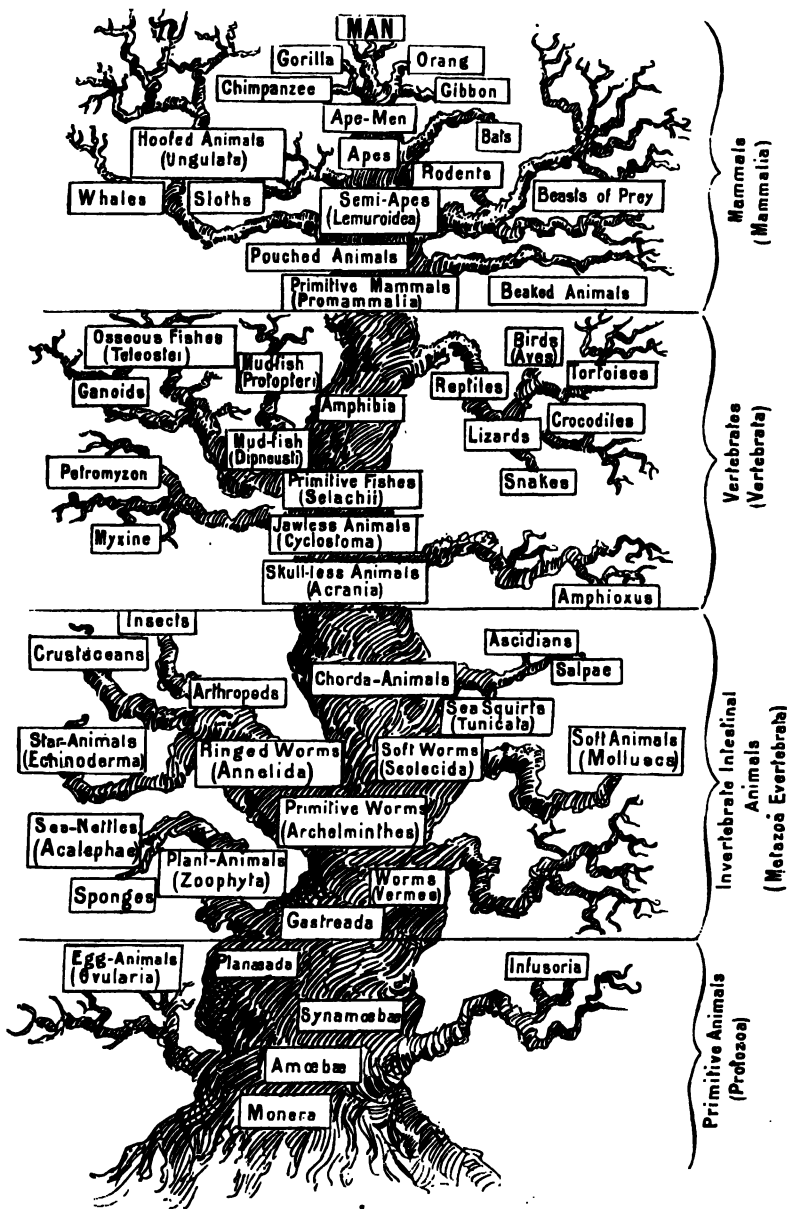 MAN
Gorilla
Orang
Chimpanzee
Gibbon
Ape-Men
Hoofed Animals
(Ungulata)
Apes
Bats
Rodents
Whales
Sloths
Semi-Apes
(Lemuroidea)
Beasts of Prey
Pouched Animals
Primitive Mammals
(Promammalia)
Beaked Animals
Mammals
(Mammalia)
Osseous Fishes
(Teleostei)
Mud-fish
(Protopteri)
Birds
(Aves)
Tortoises
Ganoids
Reptiles
Amphibia
Crocodiles
Lizards
Mud-fish
(Dipneusti)
Petromyzon
Snakes
Primitive Fishes
(Selachii)
Myxine
Jawless Animals
(Cyclostoma)
Skull-less Animals
(Acrania)
Amphioxus
Vertebrates
(Vertebrata)
Insects
Crustaceans
Ascidians
Salpae
Arthropods
Chorda-Animals
Sea Squirts
(Tunicata)
Star-Animals
(Echinoderma)
Ringed Worms
(Annelida)
Soft Worms
(Scolecida)
Soft Animals
(Molluscs)
Primitive Worms
(Archelminthes)
Sea-Nettles
(Acalephae)
Plant-Animals
(Zoophyta)
Worms
(Vermes)
Sponges
Gastreada
Invertebrate Intestinal
Animals
(Metazoa Evertebrata)
Egg-Animals
(Ovularia)
Planaeada
Infusoria
Synamœbæ
Amœbæ
Monera
Primitive Animals
(Protozoa)